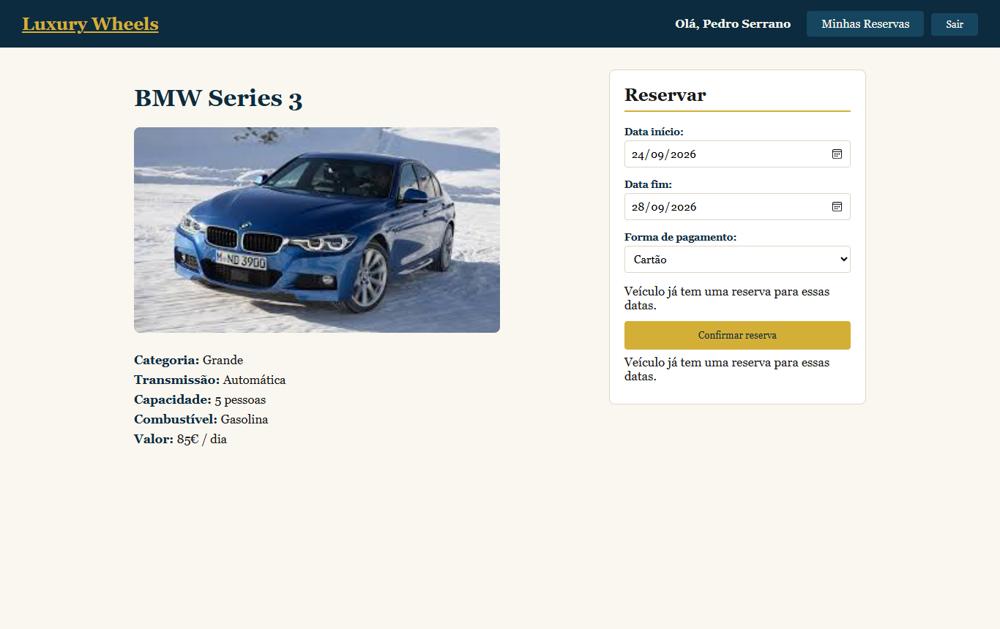 Luxury Wheels
Olá, Pedro Serrano
Minhas Reservas
Sair
BMW Series 3
M ND 3900
Categoria: Grande
Transmissão: Automática
Capacidade: 5 pessoas
Combustível: Gasolina
Valor: 85€ / dia
Reservar
Data início:
24/09/2026
Data fim:
28/09/2026
Forma de pagamento:
Cartão
Veículo já tem uma reserva para essas
datas.
Confirmar reserva
Veículo já tem uma reserva para essas
datas.